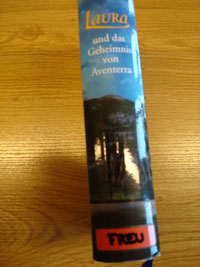 LAURA
und das
Geheimnis
von
Aventerra
FREU